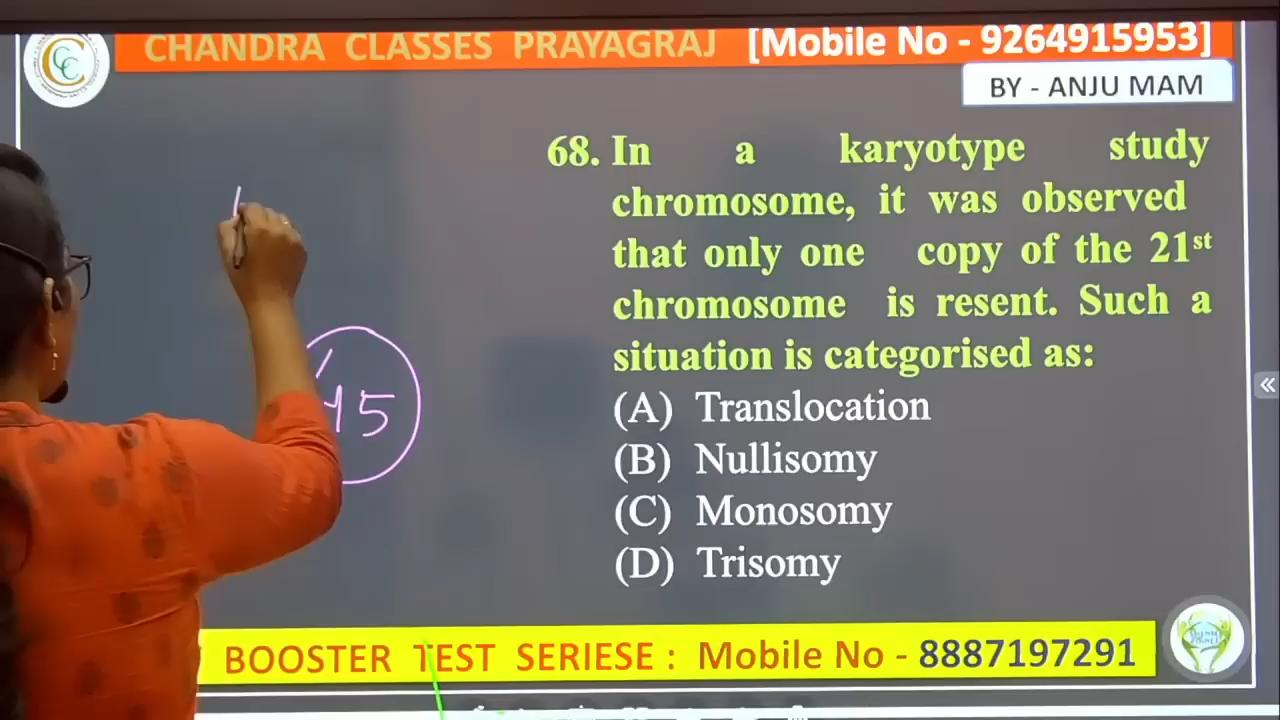 CHANDRA CLASSES PRAYAGRAJ [Mobile No - 9264915953]
BY - ANJU MAM
68. In a karyotype study
chromosome, it was observed
that only one copy of the 21st
chromosome is resent. Such a
situation is categorised as:
(A) Translocation
(B) Nullisomy
(C) Monosomy
(D) Trisomy
45
BOOSTER TEST SERIESE : Mobile No - 8887197291